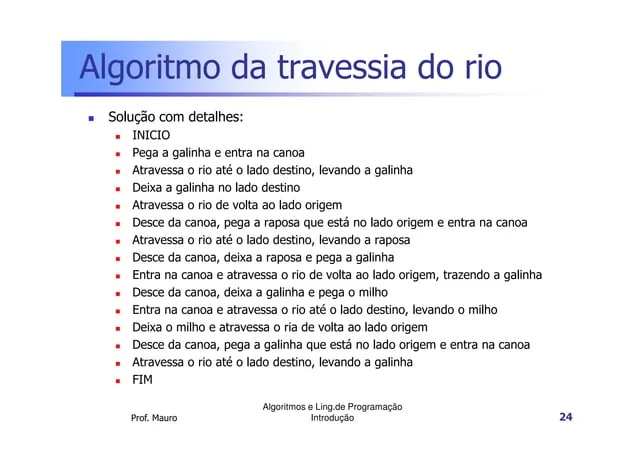 Algoritmo da travessia do rio
Solução com detalhes:
INICIO
Pega a galinha e entra na canoa
Atravessa o rio até o lado destino, levando a galinha
Deixa a galinha no lado destino
Atravessa o rio de volta ao lado origem
Desce da canoa, pega a raposa que está no lado origem e entra na canoa
Atravessa o rio até o lado destino, levando a raposa
Desce da canoa, deixa a raposa e pega a galinha
Entra na canoa e atravessa o rio de volta ao lado origem, trazendo a galinha
Desce da canoa, deixa a galinha e pega o milho
Entra na canoa e atravessa o rio até o lado destino, levando o milho
Deixa o milho e atravessa o ria de volta ao lado origem
Desce da canoa, pega a galinha que está no lado origem e entra na canoa
Atravessa o rio até o lado destino, levando a galinha
FIM
Prof. Mauro
Algoritmos e Ling.de Programação
Introdução
24